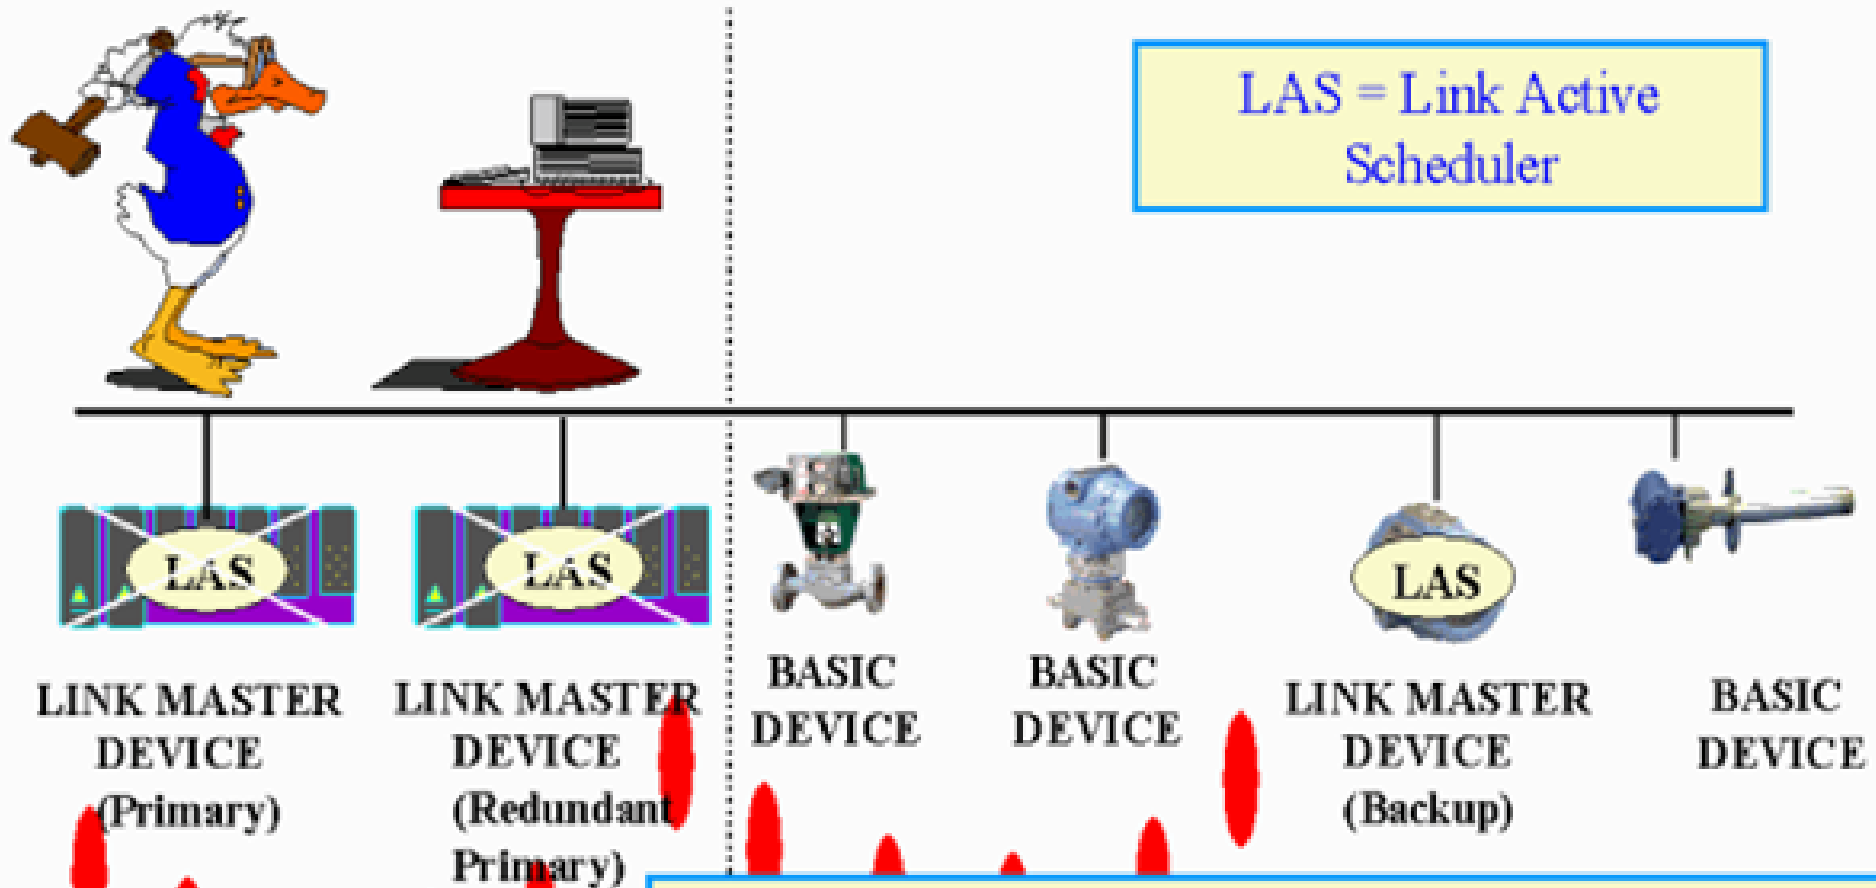 LAS = Link Active
Scheduler
LAS
LAS
LAS
LINK MASTER
DEVICE
(Primary)
LINK MASTER
DEVICE
(Redundant
Primary)
BASIC
DEVICE
BASIC
DEVICE
LINK MASTER
DEVICE
(Backup)
BASIC
DEVICE